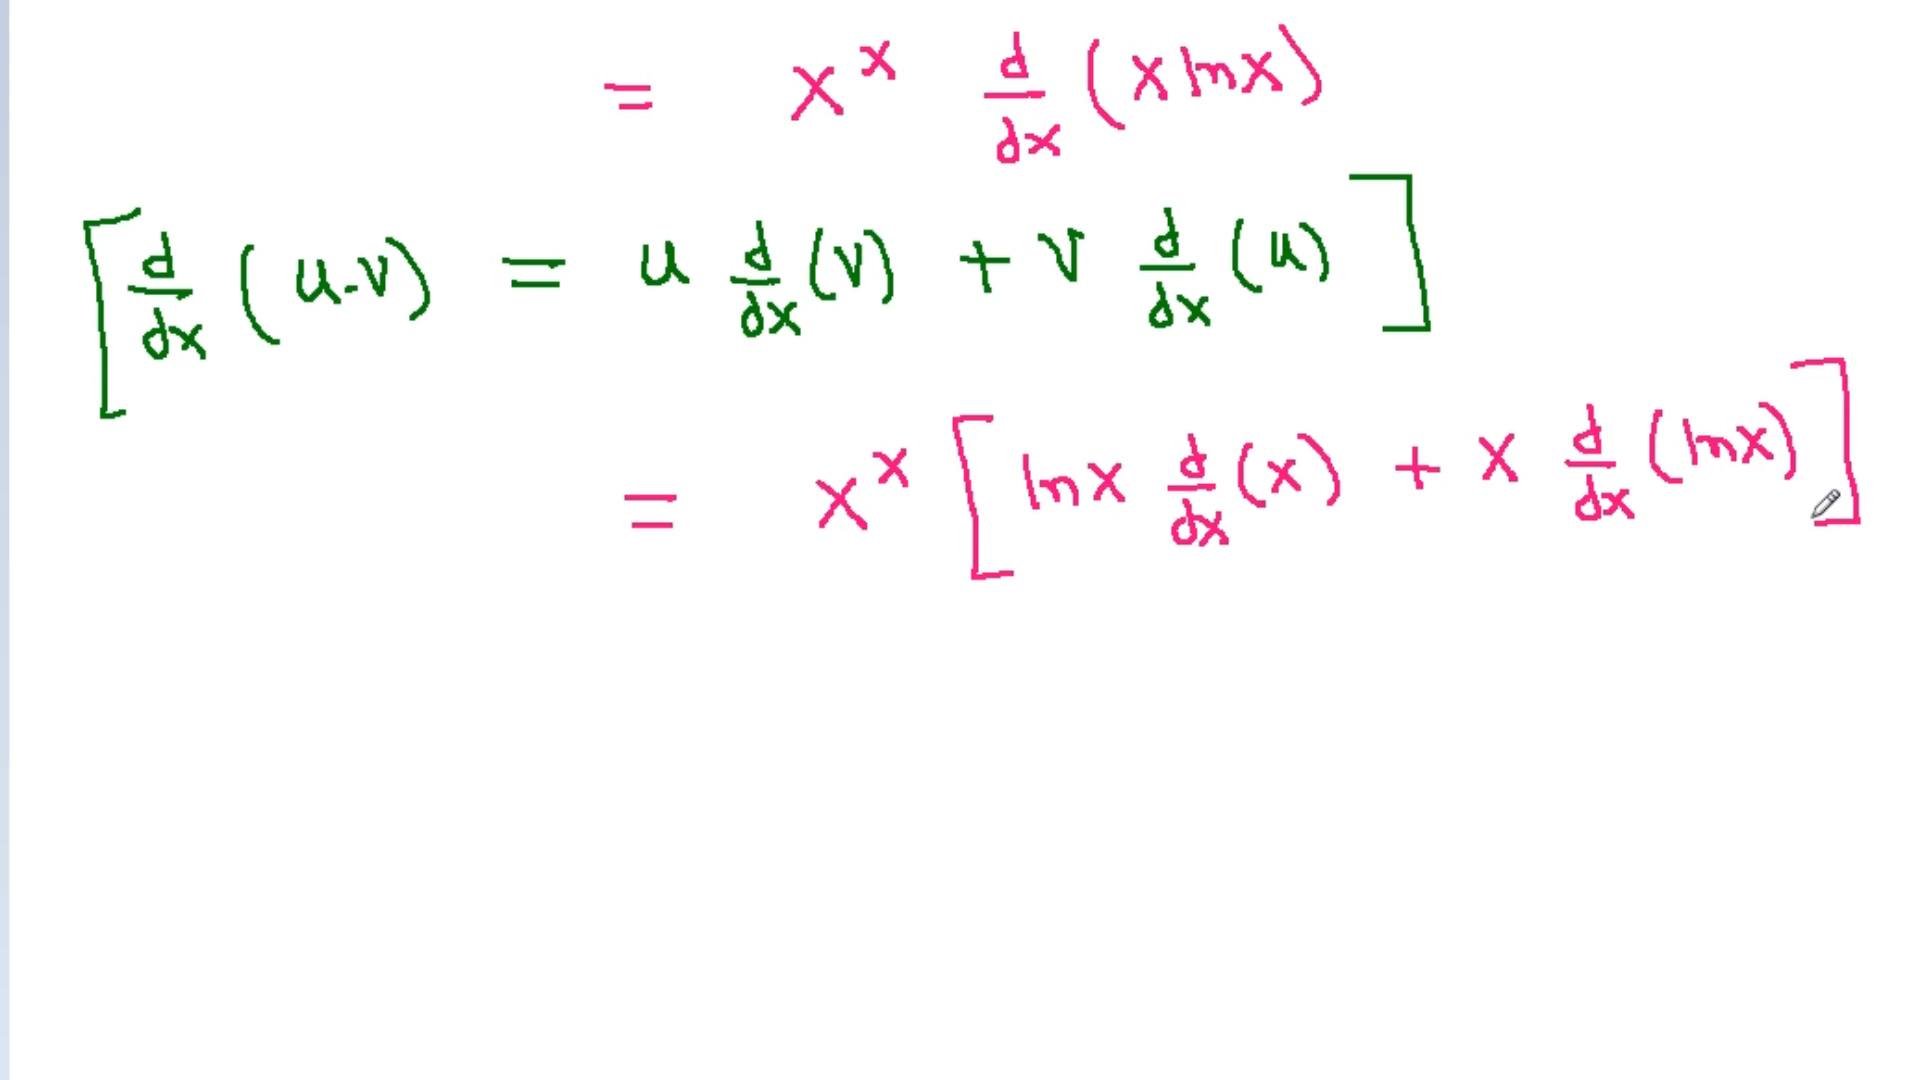 = x^x d/dx (x lnx)
[d/dx (u.v) = u d/dx (v) + v d/dx (u)]
= x^x [lnx d/dx (x) + x d/dx (lnx)]